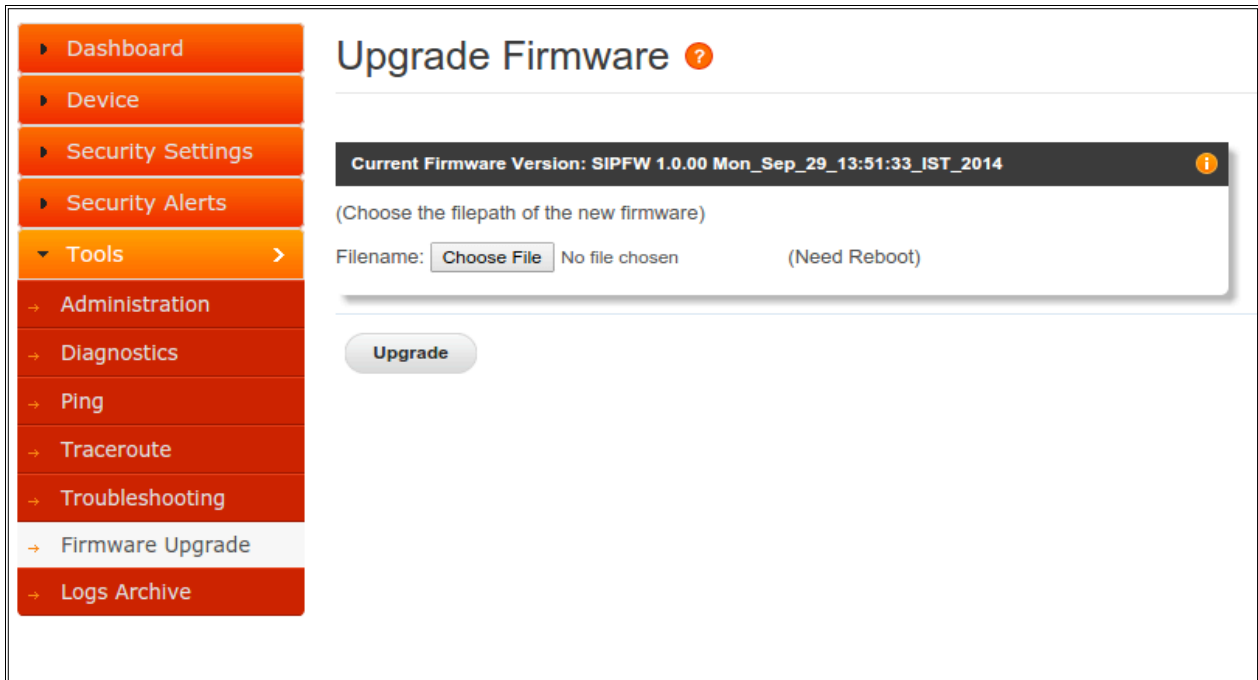 Dashboard
Device
Security Settings
Security Alerts
Tools
Administration
Diagnostics
Ping
Traceroute
Troubleshooting
Firmware Upgrade
Logs Archive
Upgrade Firmware ?
Current Firmware Version: SIPFW 1.0.00 Mon_Sep_29_13:51:33_IST_2014 i
(Choose the filepath of the new firmware)
Filename: Choose File No file chosen (Need Reboot)
Upgrade